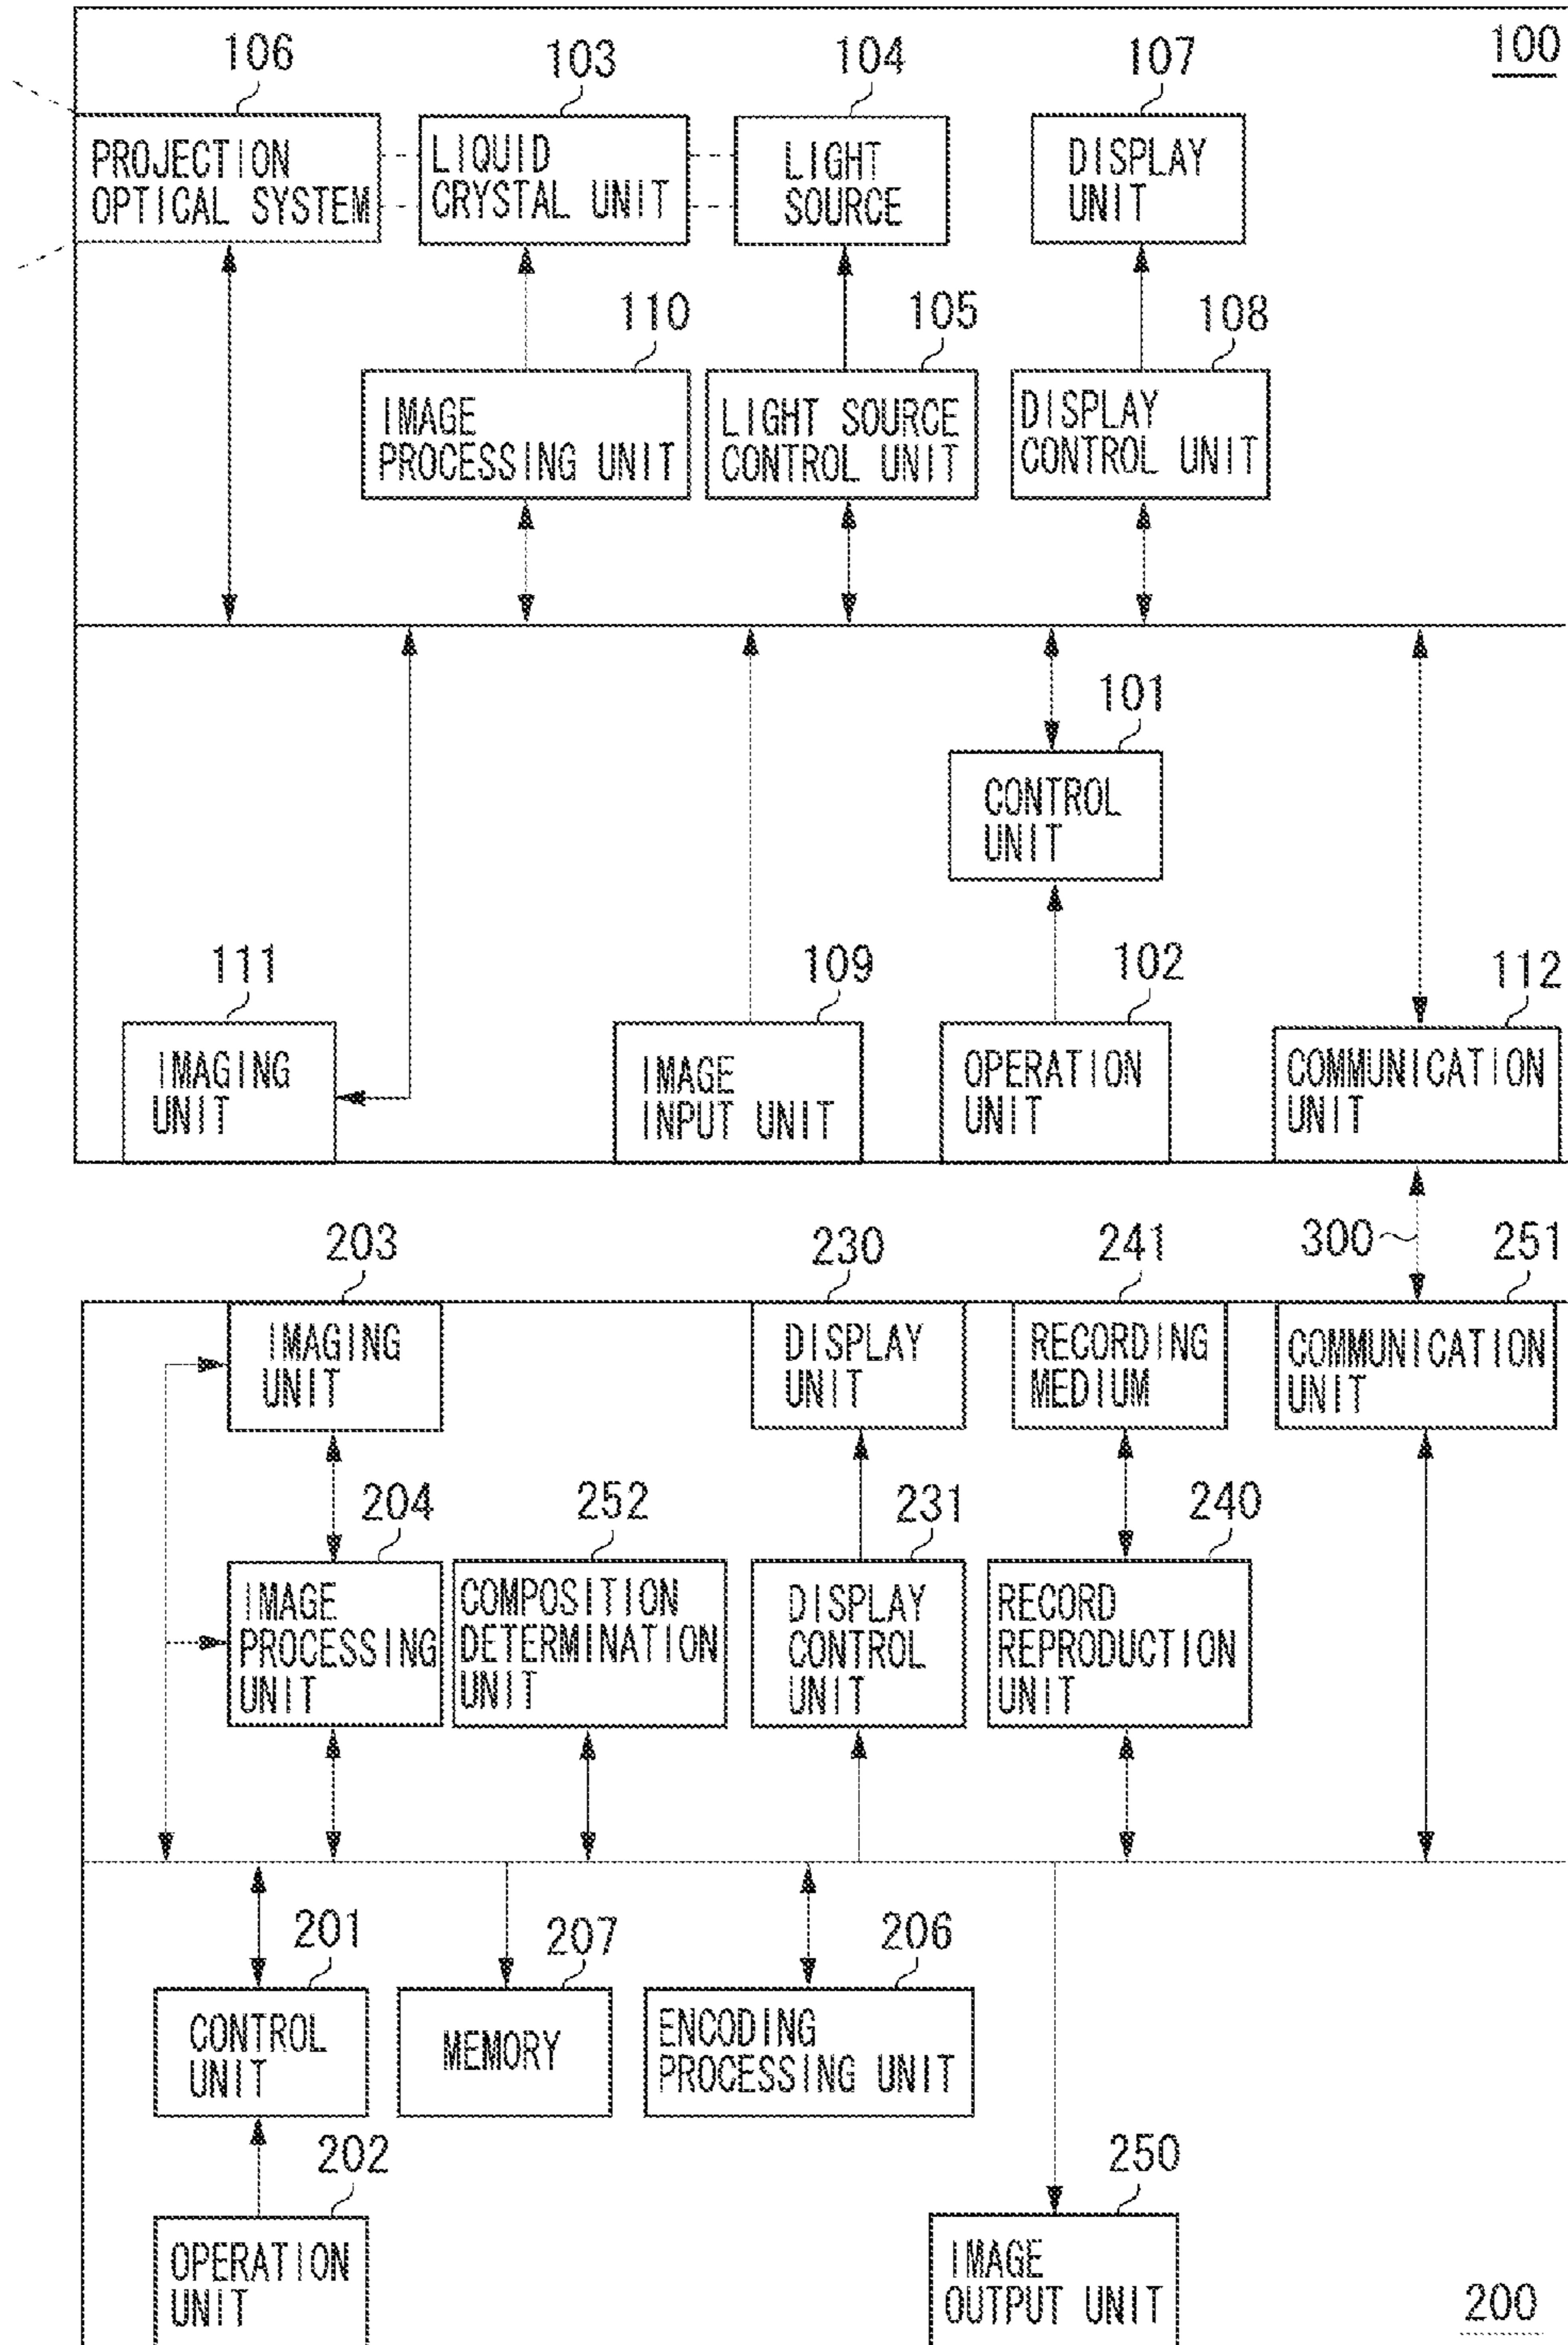 100
106
103
104
107
PROJECTION
OPTICAL SYSTEM
LIQUID
CRYSTAL UNIT
LIGHT
SOURCE
DISPLAY
UNIT
110
105
108
IMAGE
PROCESSING UNIT
LIGHT SOURCE
CONTROL UNIT
DISPLAY
CONTROL UNIT
101
CONTROL
UNIT
111
109
102
112
IMAGING
UNIT
IMAGE
INPUT UNIT
OPERATION
UNIT
COMMUNICATION
UNIT
300
203
230
241
251
IMAGING
UNIT
DISPLAY
UNIT
RECORDING
MEDIUM
COMMUNICATION
UNIT
204
252
231
240
IMAGE
PROCESSING
UNIT
COMPOSITION
DETERMINATION
UNIT
DISPLAY
CONTROL
UNIT
RECORD
REPRODUCTION
UNIT
201
207
206
CONTROL
UNIT
MEMORY
ENCODING
PROCESSING UNIT
202
250
OPERATION
UNIT
IMAGE
OUTPUT UNIT
200